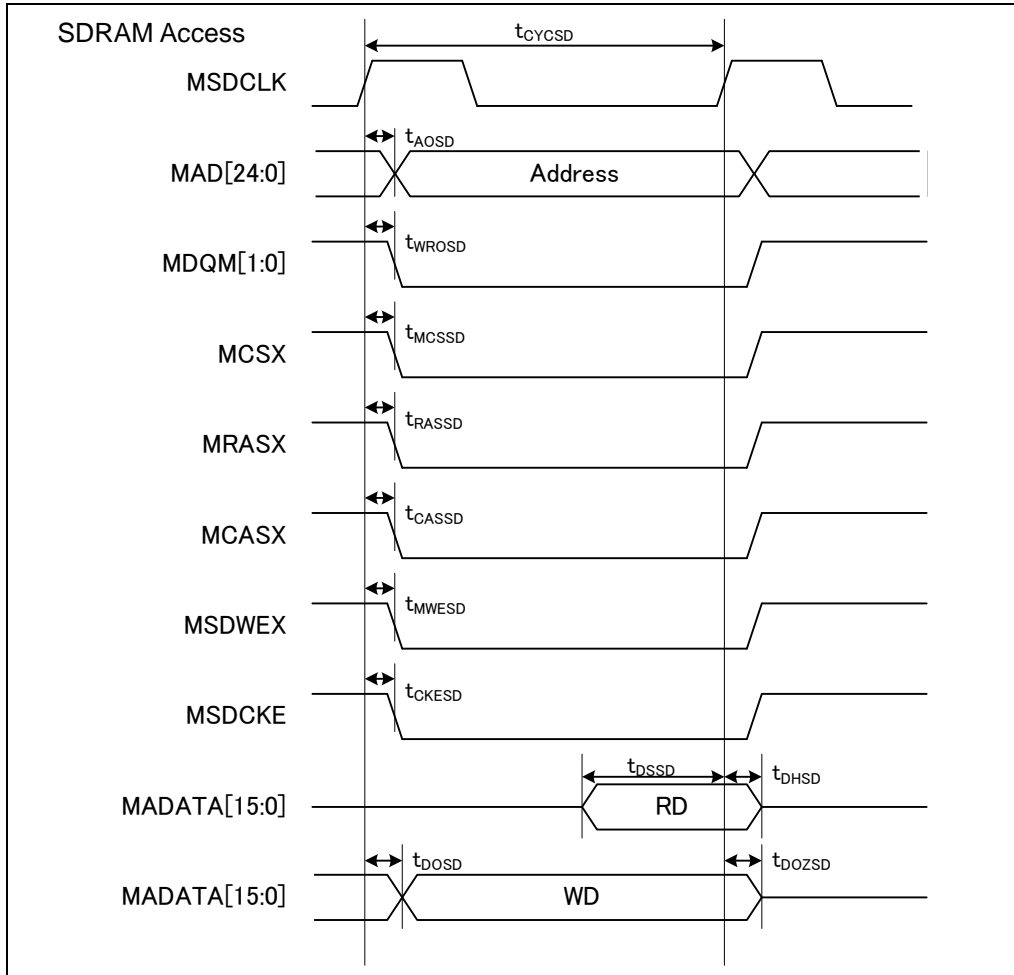 SDRAM Access
tCYCSD
MSDCLK
tAOSD
MAD[24:0]
Address
tWROSD
MDQM[1:0]
tMCSSD
MCSX
tRASSD
MRASX
tCASSD
MCASX
tMWESD
MSDWEX
tCKESD
MSDCKE
tDSSD
tDHSD
MADATA[15:0]
RD
tDOSD
tDOZSD
MADATA[15:0]
WD